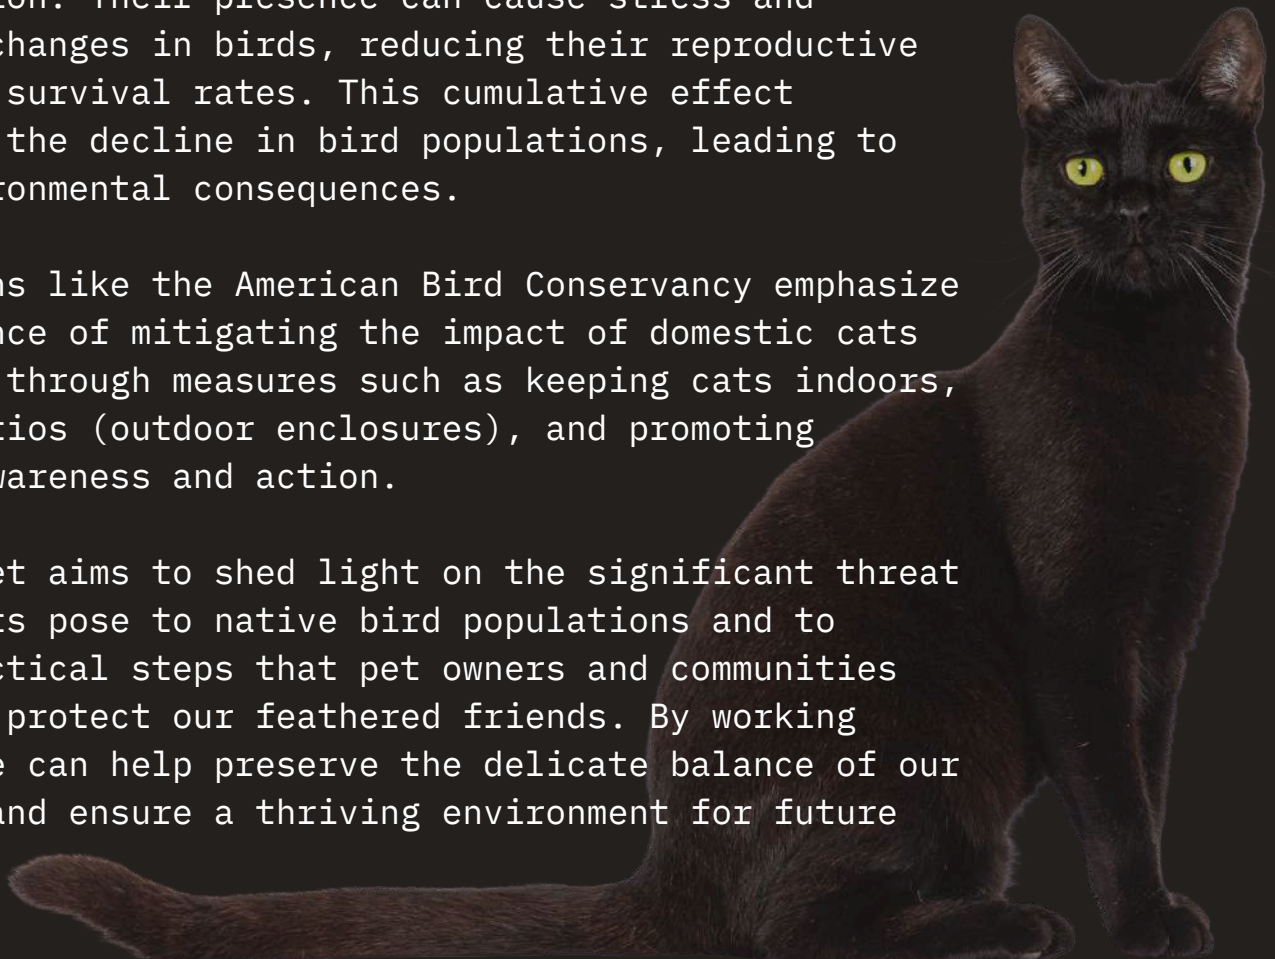 on. Their presence can cause stress and
changes in birds, reducing their reproductive
survival rates. This cumulative effect
the decline in bird populations, leading to
ronmental consequences.
ns like the American Bird Conservancy emphasize
nce of mitigating the impact of domestic cats
through measures such as keeping cats indoors,
tios (outdoor enclosures), and promoting
wareness and action.
et aims to shed light on the significant threat
ts pose to native bird populations and to
ctical steps that pet owners and communities
protect our feathered friends. By working
e can help preserve the delicate balance of our
and ensure a thriving environment for future